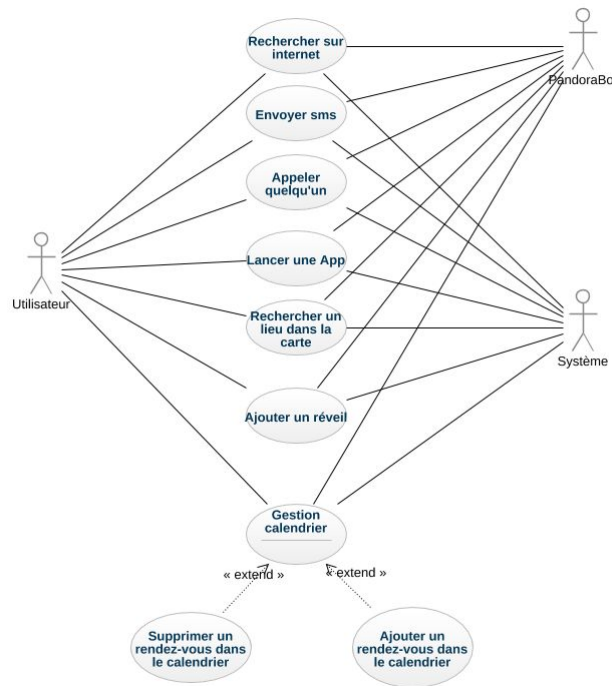 Rechercher sur
internet
PandoraBo
Envoyer sms
Appeler
quelqu'un
Lancer une App
Utilisateur
Rechercher un
lieu dans la
carte
Système
Ajouter un réveil
Gestion
calendrier
« extend »
« extend »
Supprimer un
rendez-vous dans
le calendrier
Ajouter un
rendez-vous dans
le calendrier